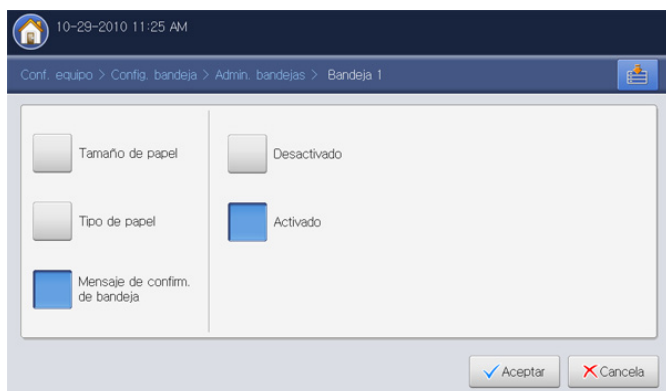 10-29-2010 11:25 AM
Conf. equipo > Config. bandeja > Admin. bandejas > Bandeja 1
Tamaño de papel
Desactivado
Tipo de papel
Activado
Mensaje de confirm.
de bandeja
Aceptar
Cancela